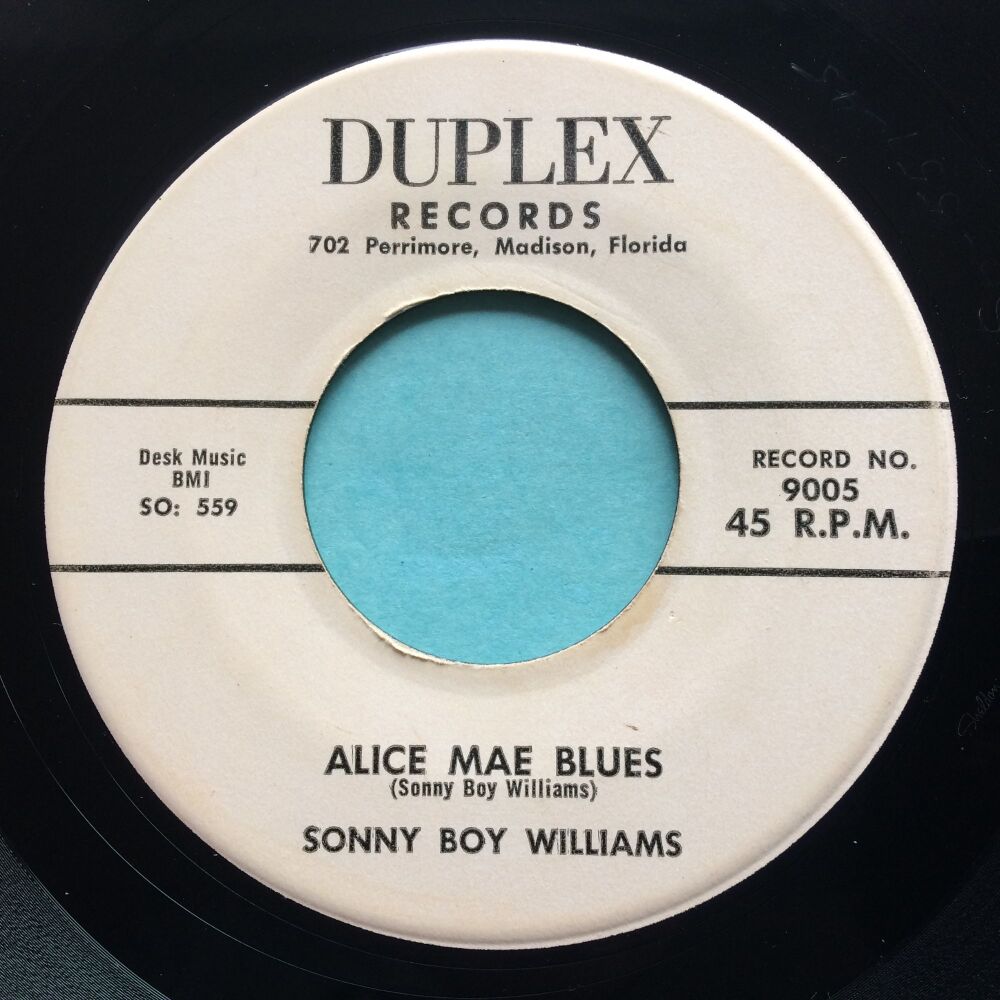 DUPLEX
RECORDS
702 Perrimore, Madison, Florida
Desk Music
BMI
SO: 559
RECORD NO.
9005
45 R.P.M.
ALICE MAE BLUES
(Sonny Boy Williams)
SONNY BOY WILLIAMS